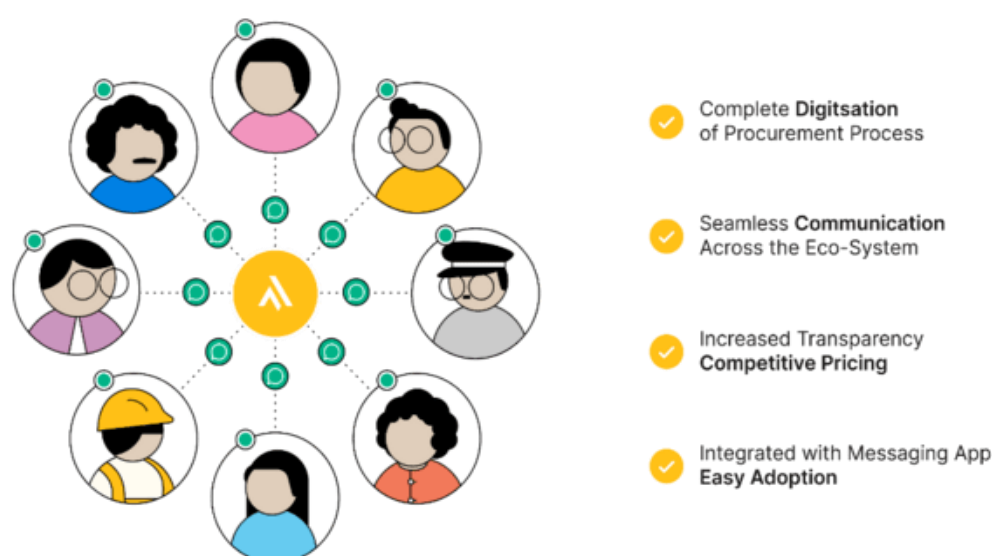 Complete Digitsation
of Procurement Process
Seamless Communication
Across the Eco-System
Increased Transparency
Competitive Pricing
Integrated with Messaging App
Easy Adoption